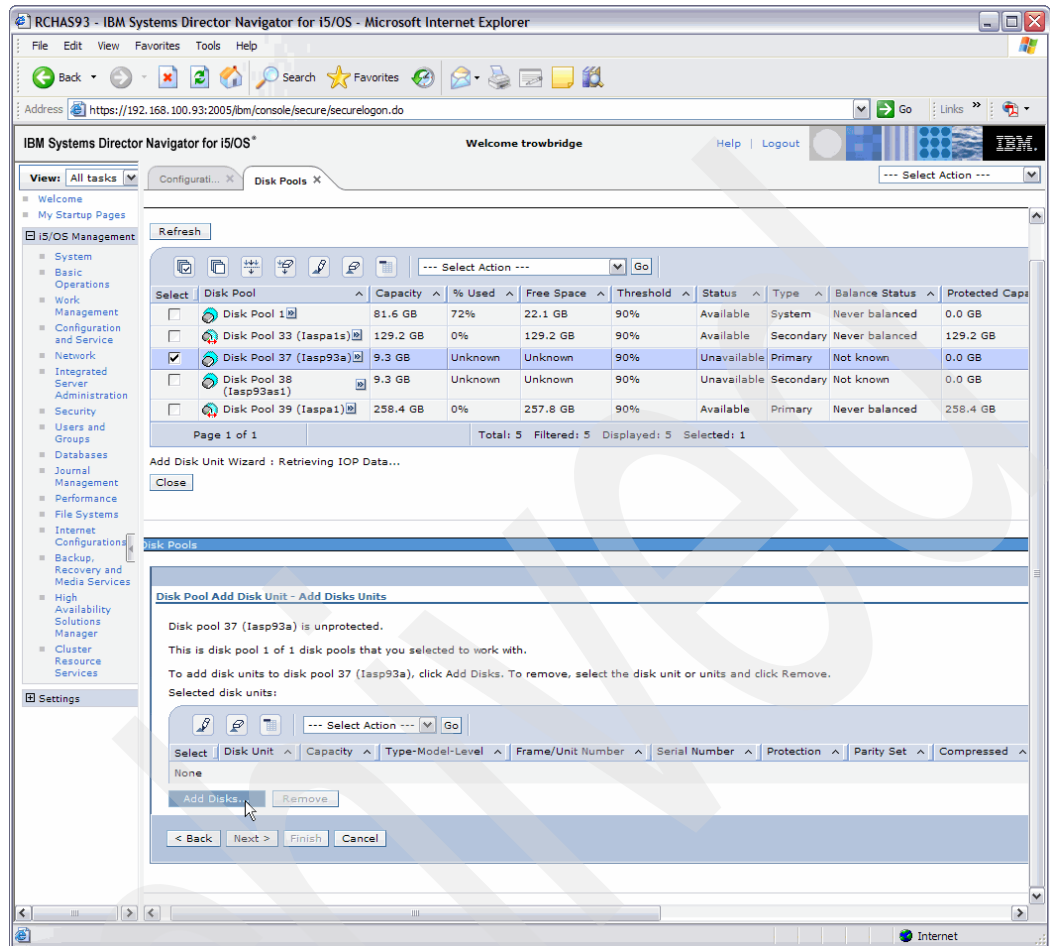 RCHAS93 - IBM Systems Director Navigator for i5/OS - Microsoft Internet Explorer
File Edit View Favorites Tools Help
Back Search Favorites
Address https://192.168.100.93:2005/ibm/console/secure/securelogon.do Go Links »
IBM Systems Director Navigator for i5/OS® Welcome trowbridge Help | Logout IBM.
View: All tasks Configurati... X Disk Pools X --- Select Action ---
Welcome
My Startup Pages
i5/OS Management
System
Basic
Operations
Work
Management
Configuration
and Service
Network
Integrated
Server
Administration
Security
Users and
Groups
Databases
Journal
Management
Performance
File Systems
Internet
Configurations
Backup,
Recovery and
Media Services
High
Availability
Solutions
Manager
Cluster
Resource
Services
Settings
Refresh
--- Select Action --- Go
Select Disk Pool Capacity % Used Free Space Threshold Status Type Balance Status Protected Capa
Disk Pool 1 81.6 GB 72% 22.1 GB 90% Available System Never balanced 0.0 GB
Disk Pool 33 (Iaspa1s) 129.2 GB 0% 129.2 GB 90% Available Secondary Never balanced 129.2 GB
Disk Pool 37 (Iasp93a) 9.3 GB Unknown Unknown 90% Unavailable Primary Not known 0.0 GB
Disk Pool 38 9.3 GB Unknown Unknown 90% Unavailable Secondary Not known 0.0 GB
(Iasp93as1)
Disk Pool 39 (Iaspa1) 258.4 GB 0% 257.8 GB 90% Available Primary Never balanced 258.4 GB
Page 1 of 1 Total: 5 Filtered: 5 Displayed: 5 Selected: 1
Add Disk Unit Wizard : Retrieving IOP Data...
Close
Disk Pools
Disk Pool Add Disk Unit - Add Disks Units
Disk pool 37 (Iasp93a) is unprotected.
This is disk pool 1 of 1 disk pools that you selected to work with.
To add disk units to disk pool 37 (Iasp93a), click Add Disks. To remove, select the disk unit or units and click Remove.
Selected disk units:
--- Select Action --- Go
Select Disk Unit Capacity Type-Model-Level Frame/Unit Number Serial Number Protection Parity Set Compressed
None
Add Disks... Remove
< Back Next > Finish Cancel
Internet